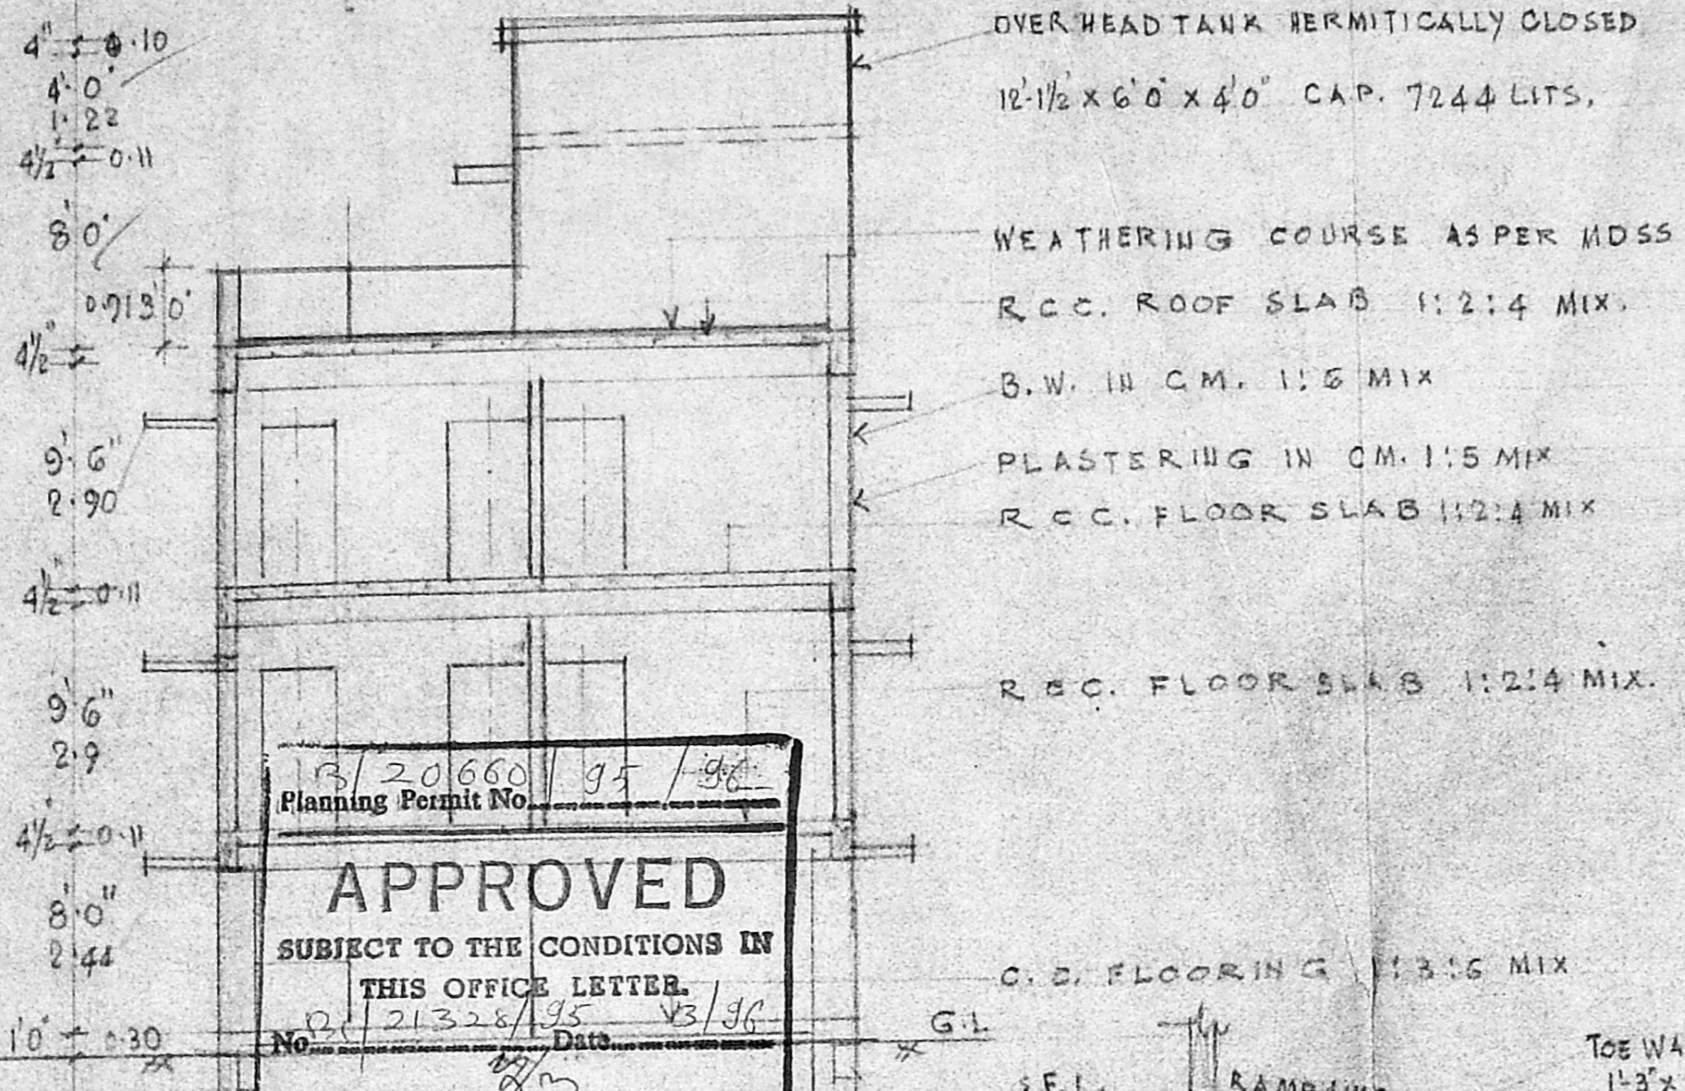 4" 0.10
4'.0"
1.22
4½" 0.11
8'0"
0.91 3'0"
4½"
9'.6"
2.90
4½" 0.11
9'6"
2.9
4½" 0.11
8'.0"
2.44
1'0" 0.30
OVER HEAD TANK HERMITICALLY CLOSED
12'-1½ X 6'0" X 4'0" CAP. 7244 LITS.
WEATHERING COURSE AS PER MDSS
R.C.C. ROOF SLAB 1:2:4 MIX.
B.W. IN C.M. 1:6 MIX
PLASTERING IN CM. 1:5 MIX
R.C.C. FLOOR SLAB 1:2:4 MIX
R.C.C. FLOOR SLAB 1:2:4 MIX.
C.C. FLOORING 1:3:6 MIX
G.L
TOE WA
1'.3" X
B/20660/95/96
Planning Permit No
APPROVED
SUBJECT TO THE CONDITIONS IN
THIS OFFICE LETTER.
No 21328/95 Date 3/96